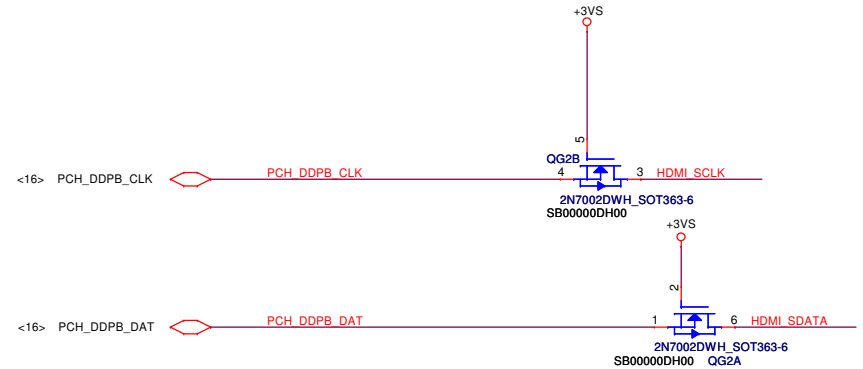 +3VS
5
QG2B
<16> PCH_DDPB_CLK PCH_DDPB_CLK 4 3 HDMI_SCLK
2N7002DWH_SOT363-6
SB00000DH00
+3VS
2
<16> PCH_DDPB_DAT PCH_DDPB_DAT 1 6 HDMI_SDATA
2N7002DWH_SOT363-6
SB00000DH00 QG2A